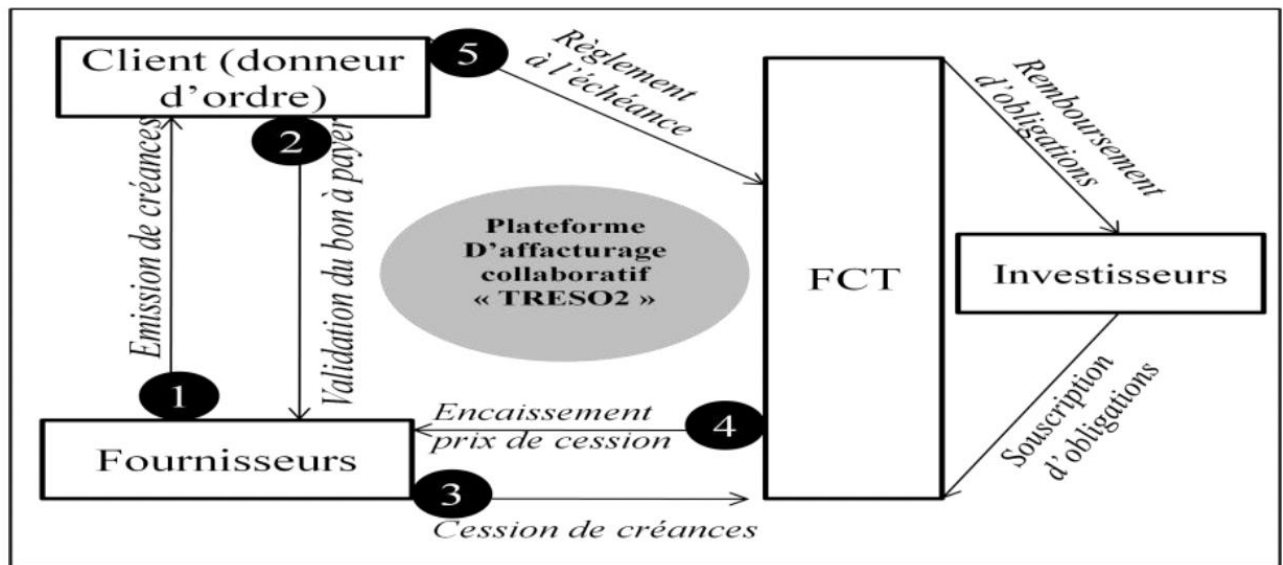 Client (donneur
d'ordre)
5
Règlement
à l'échéance
2
Emission de créances
Validation du bon à payer
Plateforme
D'affacturage
collaboratif
« TRESO2 »
FCT
Remboursement
d'obligations
Investisseurs
Souscription
d'obligations
1
Encaissement
prix de cession
4
Fournisseurs
3
Cession de créances